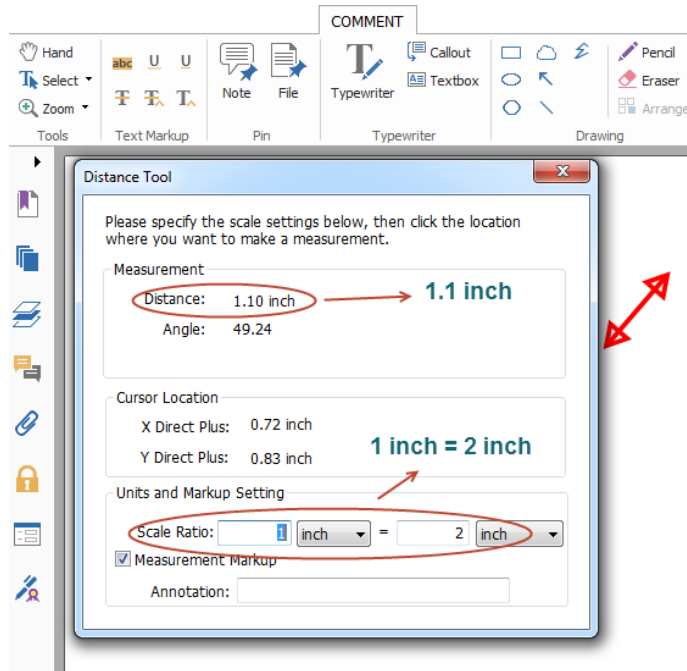 COMMENT
Hand
Select
Zoom
Tools
abc U U
T T T
Text Markup
Note
File
Pin
T
Typewriter
Callout
Textbox
Typewriter
Pencil
Eraser
Arrange
Drawing
Distance Tool
Please specify the scale settings below, then click the location
where you want to make a measurement.
Measurement
Distance: 1.10 inch
1.1 inch
Angle: 49.24
Cursor Location
X Direct Plus: 0.72 inch
Y Direct Plus: 0.83 inch
1 inch = 2 inch
Units and Markup Setting
Scale Ratio: 1 inch = 2 inch
Measurement Markup
Annotation: